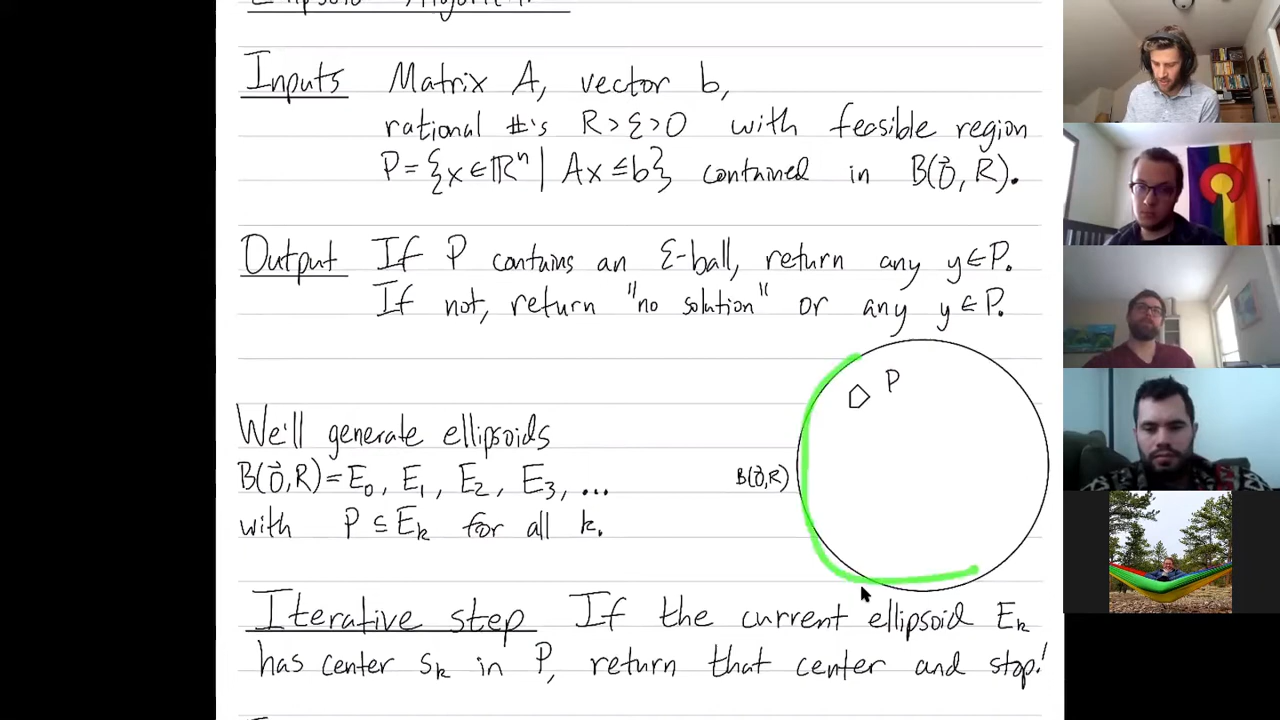 Ellipsoid Algorithm
Inputs Matrix A, vector b,
rational #'s R>ε>0 with feasible region
P={x∈ℝⁿ | Ax≤b} contained in B(0⃗,R).
Output If P contains an ε-ball, return any y∈P.
If not, return "no solution" or any y∈P.
P
We'll generate ellipsoids
B(0⃗,R)=E₀, E₁, E₂, E₃, ...
B(0⃗,R)
with P⊆Eₖ for all k.
Iterative step If the current ellipsoid Eₖ
has center sₖ in P, return that center and stop!